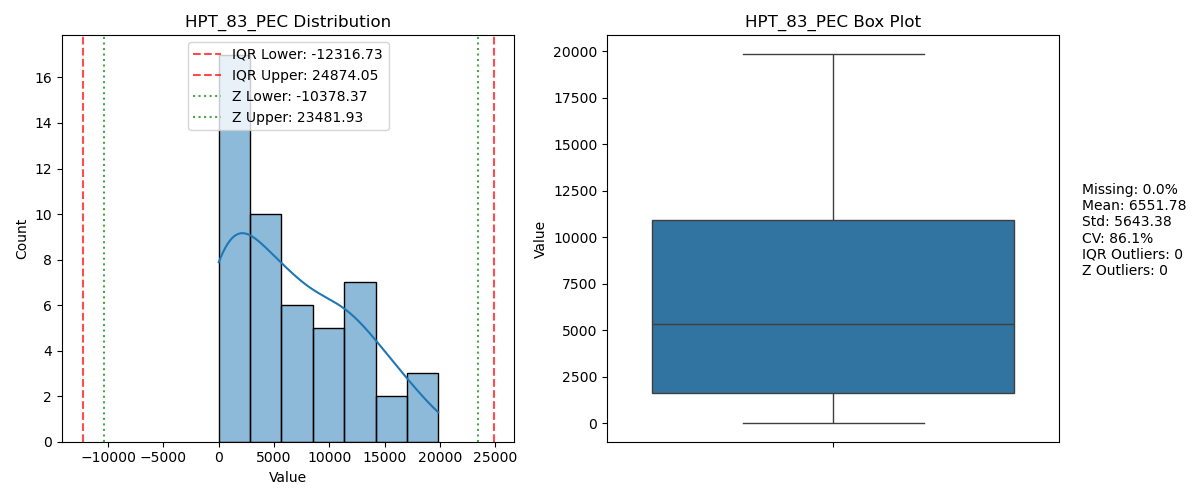 HPT_83_PEC Distribution
IQR Lower: -12316.73
IQR Upper: 24874.05
Z Lower: -10378.37
Z Upper: 23481.93
16
14
12
10
8
6
4
2
0
Count
−10000
−5000
0
5000
10000
15000
20000
25000
Value
HPT_83_PEC Box Plot
20000
17500
15000
12500
10000
7500
5000
2500
0
Value
Missing: 0.0%
Mean: 6551.78
Std: 5643.38
CV: 86.1%
IQR Outliers: 0
Z Outliers: 0